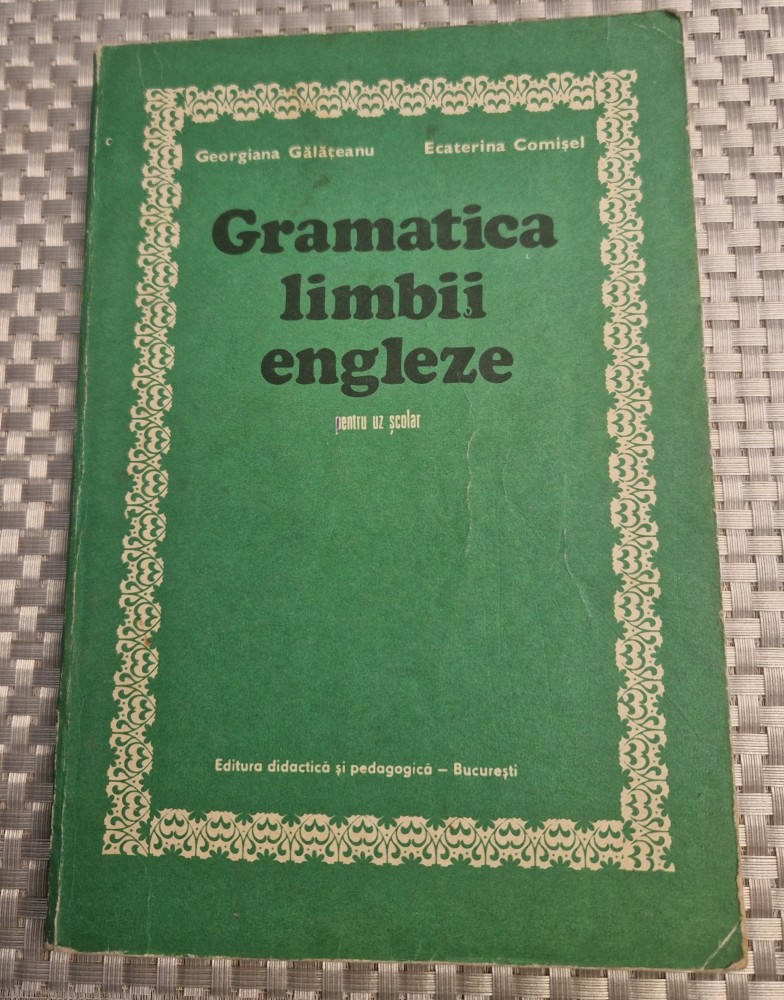 Georgiana Gălățeanu Ecaterina Comișel
Gramatica
limbii
engleze
pentru uz școlar
Editura didactică și pedagogică – București